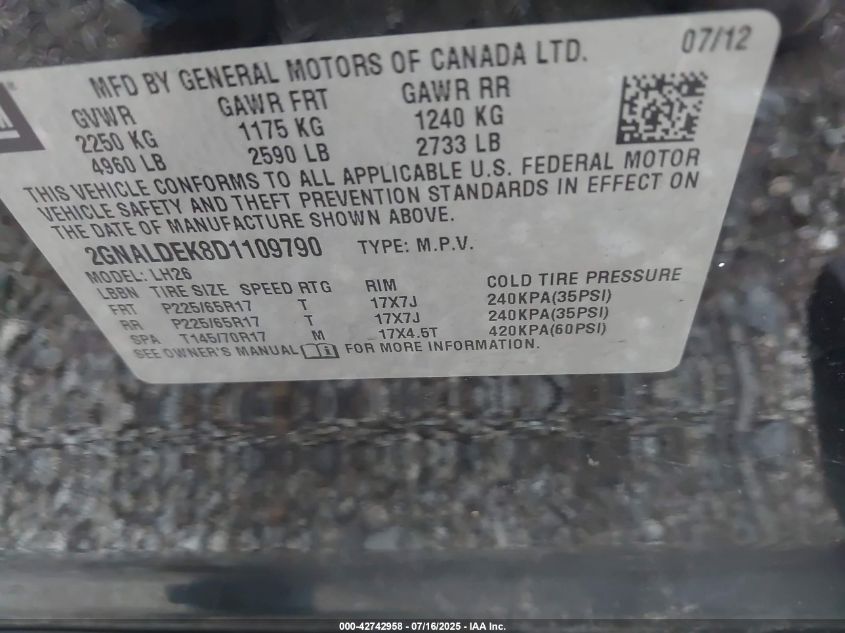 07/12
MFD BY GENERAL MOTORS OF CANADA LTD.
GVWR GAWR FRT GAWR RR
2250 KG 1175 KG 1240 KG
4960 LB 2590 LB 2733 LB
THIS VEHICLE CONFORMS TO ALL APPLICABLE U.S. FEDERAL MOTOR
VEHICLE SAFETY AND THEFT PREVENTION STANDARDS IN EFFECT ON
THE DATE OF MANUFACTURE SHOWN ABOVE.
2GNALDEK8D1109790 TYPE: M.P.V.
MODEL: LH26
LBBN TIRE SIZE SPEED RTG RIM COLD TIRE PRESSURE
FRT P225/65R17 T 17X7J 240KPA(35PSI)
RR P225/65R17 T 17X7J 240KPA(35PSI)
SPA T145/70R17 M 17X4.5T 420KPA(60PSI)
SEE OWNER'S MANUAL FOR MORE INFORMATION.
000-42742958 - 07/16/2025 - IAA Inc.